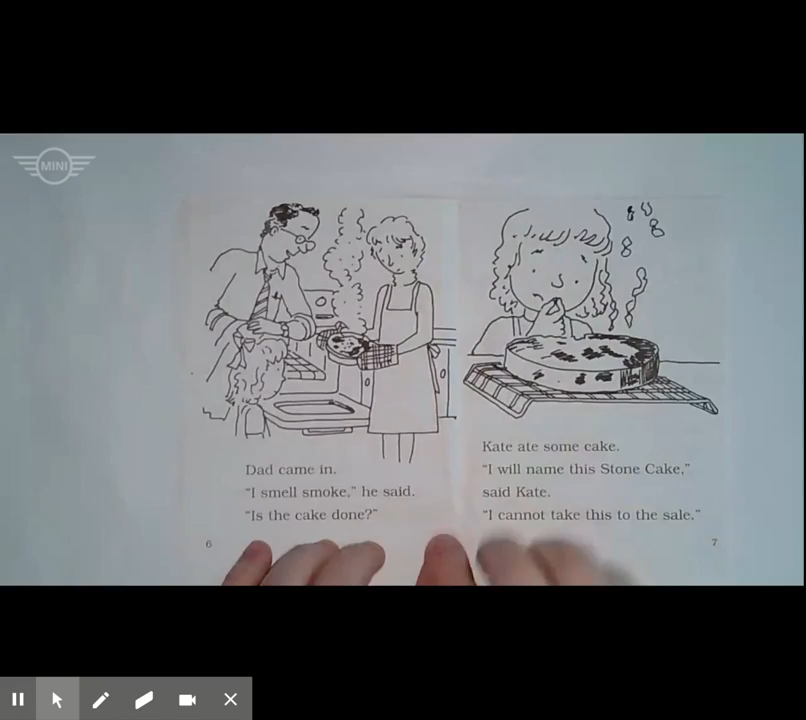 MINI
Dad came in.
"I smell smoke," he said.
"Is the cake done?"
6
Kate ate some cake.
"I will name this Stone Cake,"
said Kate.
"I cannot take this to the sale."
7